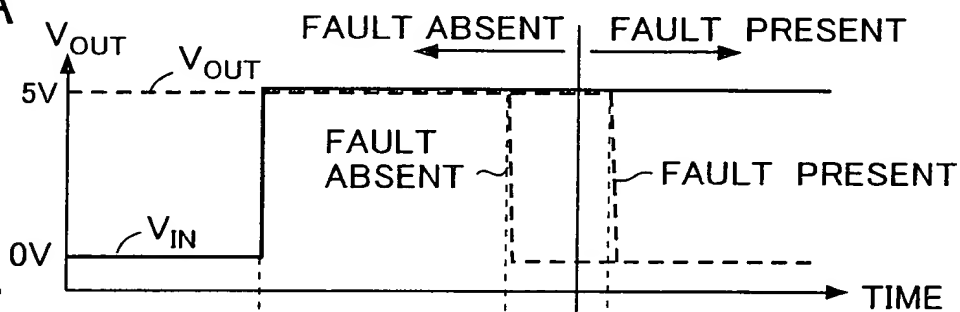 A
V_OUT
FAULT ABSENT
FAULT PRESENT
V_OUT
5V
FAULT
ABSENT
FAULT PRESENT
V_IN
0V
TIME